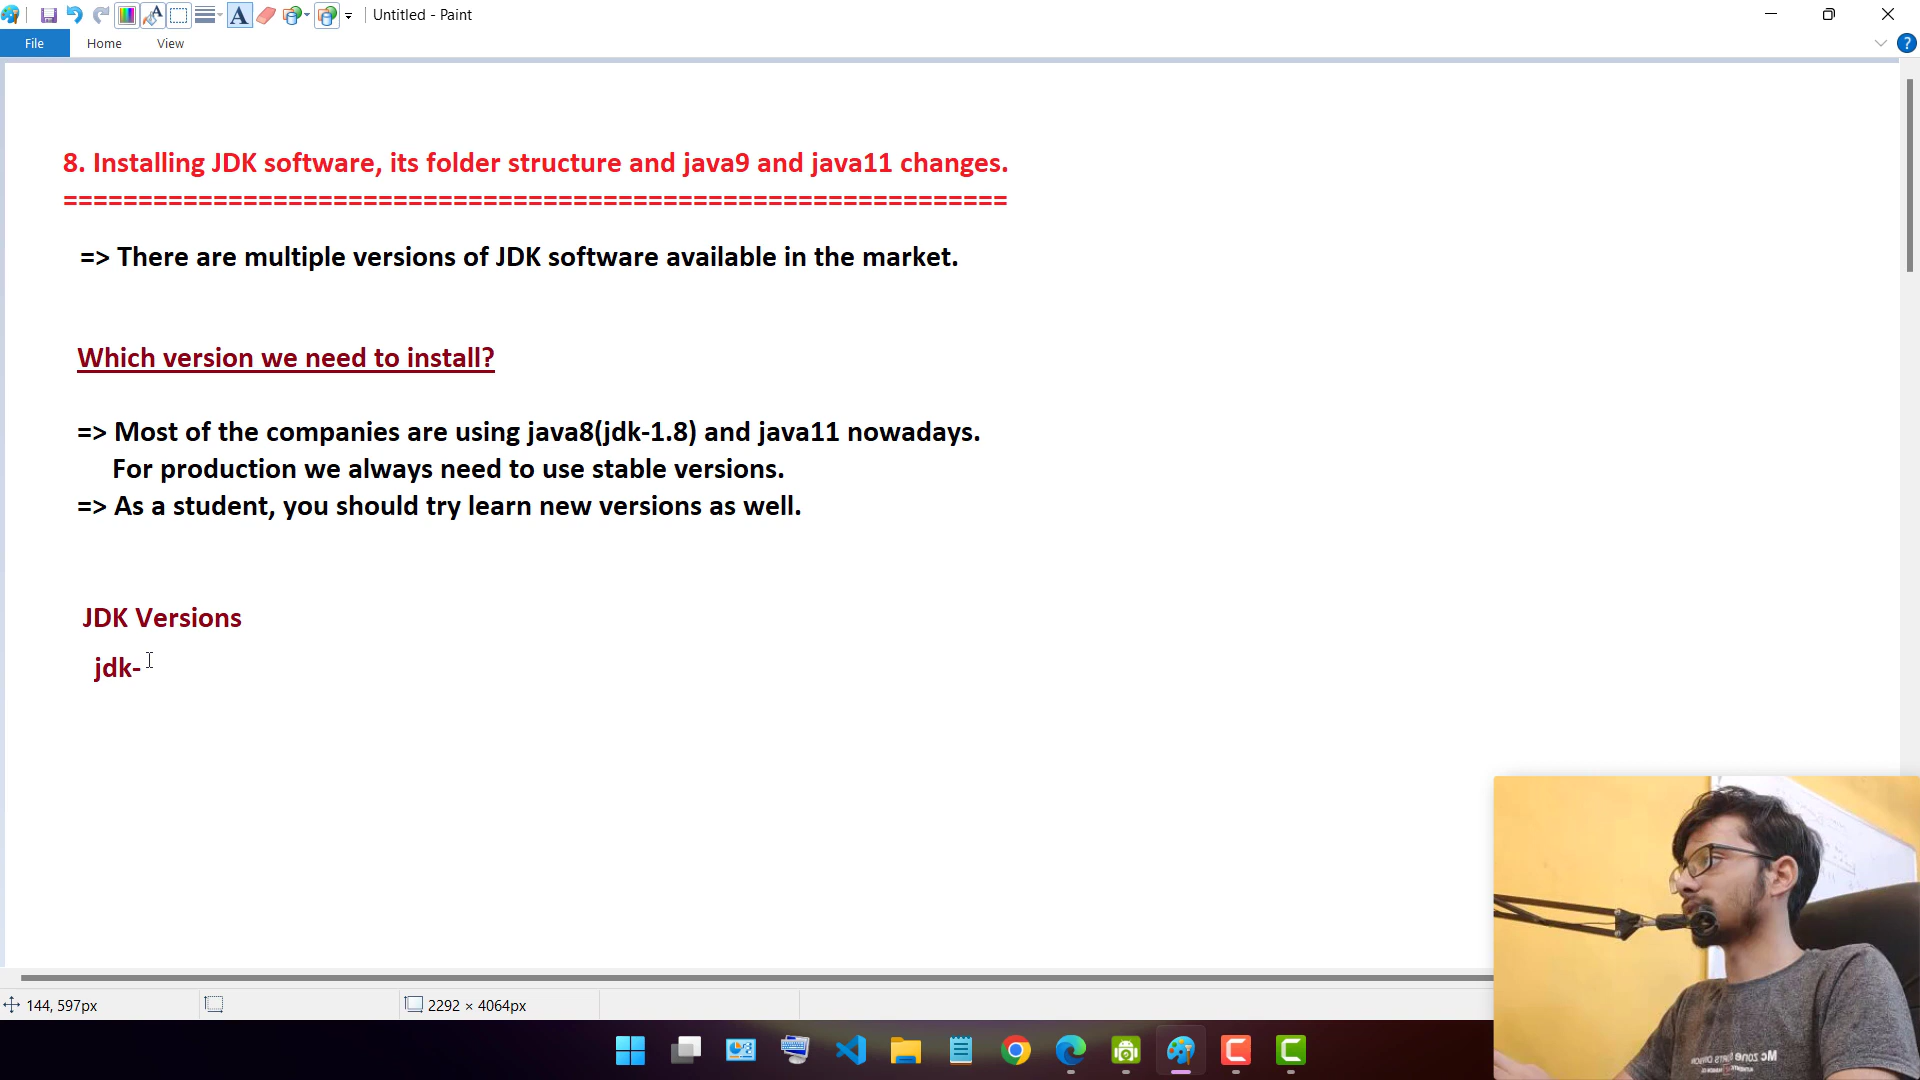 Untitled - Paint
File Home View
8. Installing JDK software, its folder structure and java9 and java11 changes.
===============================================================
=> There are multiple versions of JDK software available in the market.
Which version we need to install?
=> Most of the companies are using java8(jdk-1.8) and java11 nowadays.
For production we always need to use stable versions.
=> As a student, you should try learn new versions as well.
JDK Versions
jdk-
144, 597px
2292 × 4064px